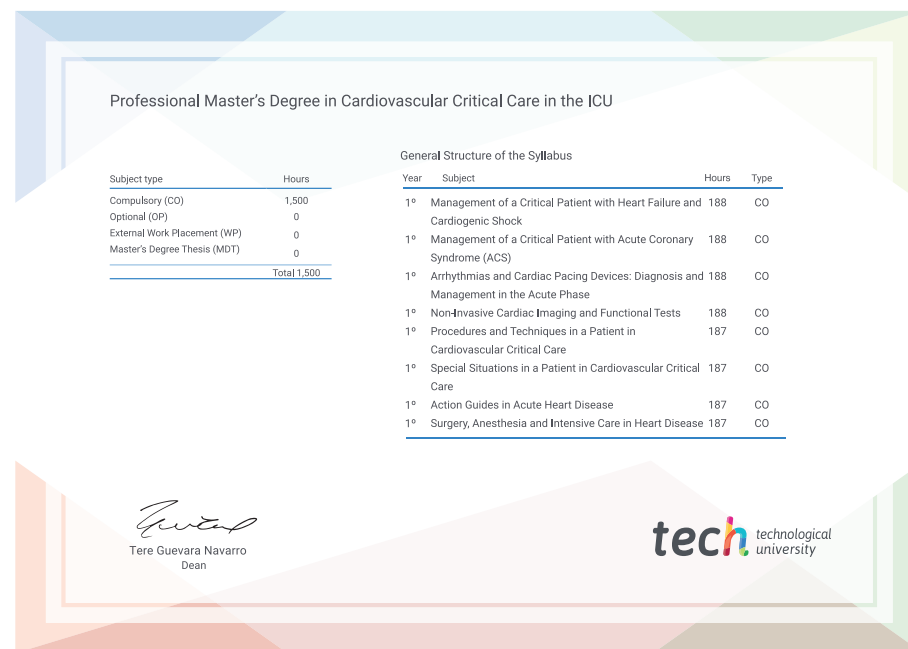 Professional Master's Degree in Cardiovascular Critical Care in the ICU
Subject type Hours
Compulsory (CO) 1,500
Optional (OP) 0
External Work Placement (WP) 0
Master's Degree Thesis (MDT) 0
Total 1,500
General Structure of the Syllabus
Year Subject Hours Type
1º Management of a Critical Patient with Heart Failure and 188 CO
Cardiogenic Shock
1º Management of a Critical Patient with Acute Coronary 188 CO
Syndrome (ACS)
1º Arrhythmias and Cardiac Pacing Devices: Diagnosis and 188 CO
Management in the Acute Phase
1º Non-Invasive Cardiac Imaging and Functional Tests 188 CO
1º Procedures and Techniques in a Patient in 187 CO
Cardiovascular Critical Care
1º Special Situations in a Patient in Cardiovascular Critical 187 CO
Care
1º Action Guides in Acute Heart Disease 187 CO
1º Surgery, Anesthesia and Intensive Care in Heart Disease 187 CO
Tere Guevara Navarro
Dean
tech technological
university